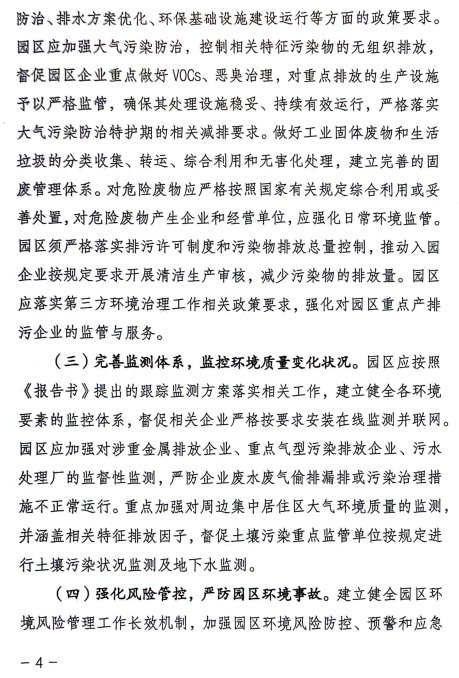 防治、排水方案优化、环保基础设施建设运行等方面的政策要求。
园区应加强大气污染防治，控制相关特征污染物的无组织排放，
督促园区企业重点做好VOCs、恶臭治理，对重点排放的生产设施
予以严格监管，确保其处理设施稳妥、持续有效运行，严格落实
大气污染防治特护期的相关减排要求。做好工业固体废物和生活
垃圾的分类收集、转运、综合利用和无害化处理，建立完善的固
废管理体系。对危险废物应严格按照国家有关规定综合利用或妥
善处置，对危险废物产生企业和经营单位，应强化日常环境监管。
园区须严格落实排污许可制度和污染物排放总量控制，推动入园
企业按规定要求开展清洁生产审核，减少污染物的排放量。园区
应落实第三方环境治理工作相关政策要求，强化对园区重点产排
污企业的监管与服务。
（三）完善监测体系，监控环境质量变化状况。园区应按照
《报告书》提出的跟踪监测方案落实相关工作，建立健全各环境
要素的监控体系，督促相关企业严格按要求安装在线监测并联网。
园区应加强对涉重金属排放企业、重点气型污染排放企业、污水
处理厂的监督性监测，严防企业废水废气偷排漏排或污染治理措
施不正常运行。重点加强对周边集中居住区大气环境质量的监测，
并涵盖相关特征排放因子，督促土壤污染重点监管单位按规定进
行土壤污染状况监测及地下水监测。
（四）强化风险管控，严防园区环境事故。建立健全园区环
境风险管理工作长效机制，加强园区环境风险防控、预警和应急
－4－